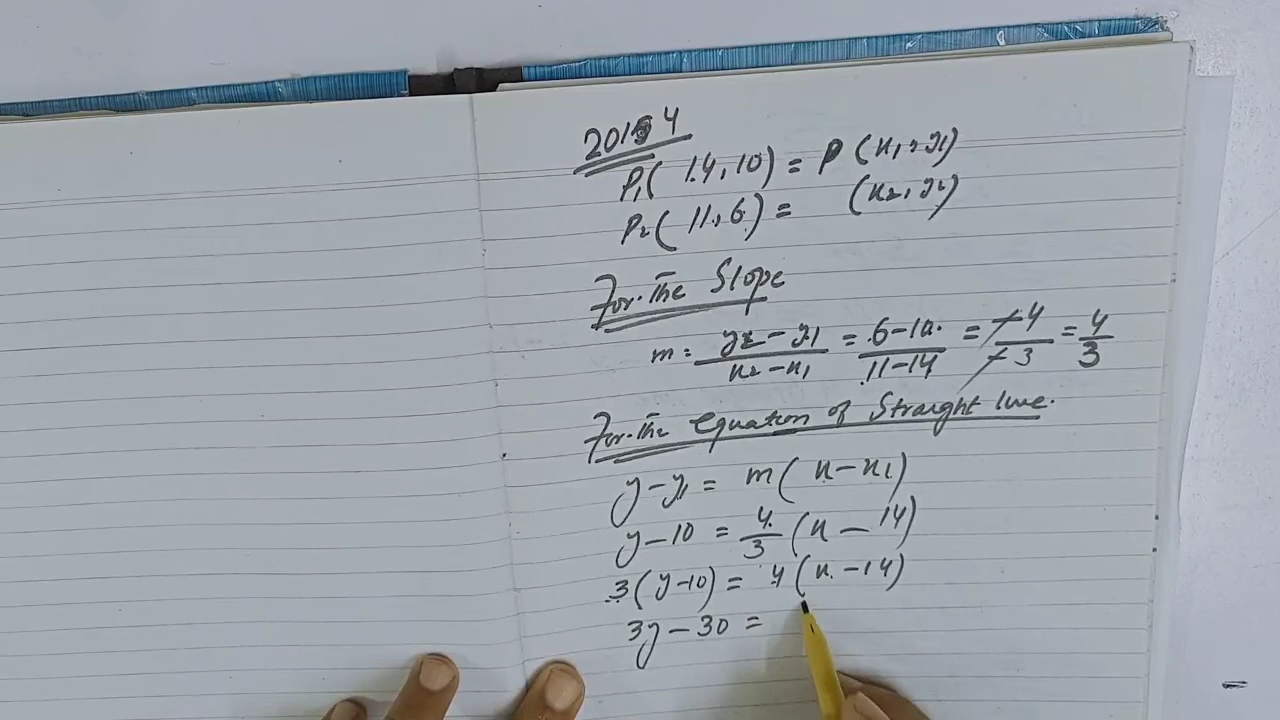 2014
P₁( 14, 10) = P (x₁, y₁)
P₂( 11, 6) = (x₂, y₂)
For the Slope
m = y₂ - y₁ / x₂ - x₁ = 6-10 / 11-14 = -4 / -3 = 4/3
For the equation of Straight line.
y - y₁ = m( x - x₁)
y - 10 = 4/3 (x - 14)
3(y-10) = 4(x - 14)
3y - 30 =